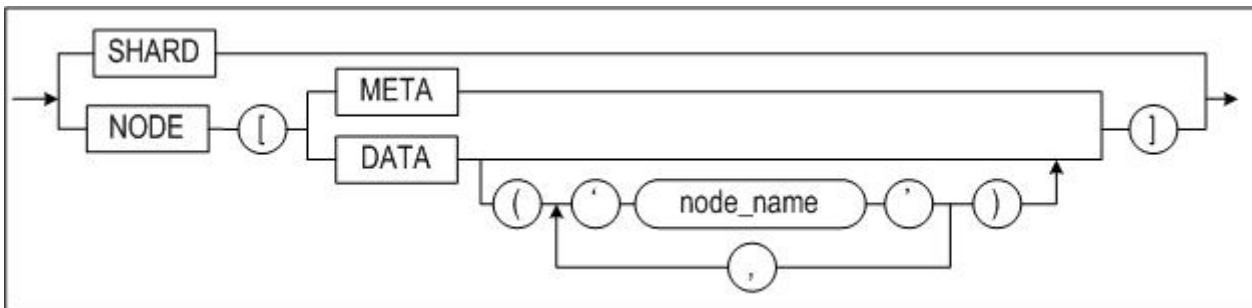 SHARD
NODE [ META ]
DATA
( ‘ node_name ’ )
,